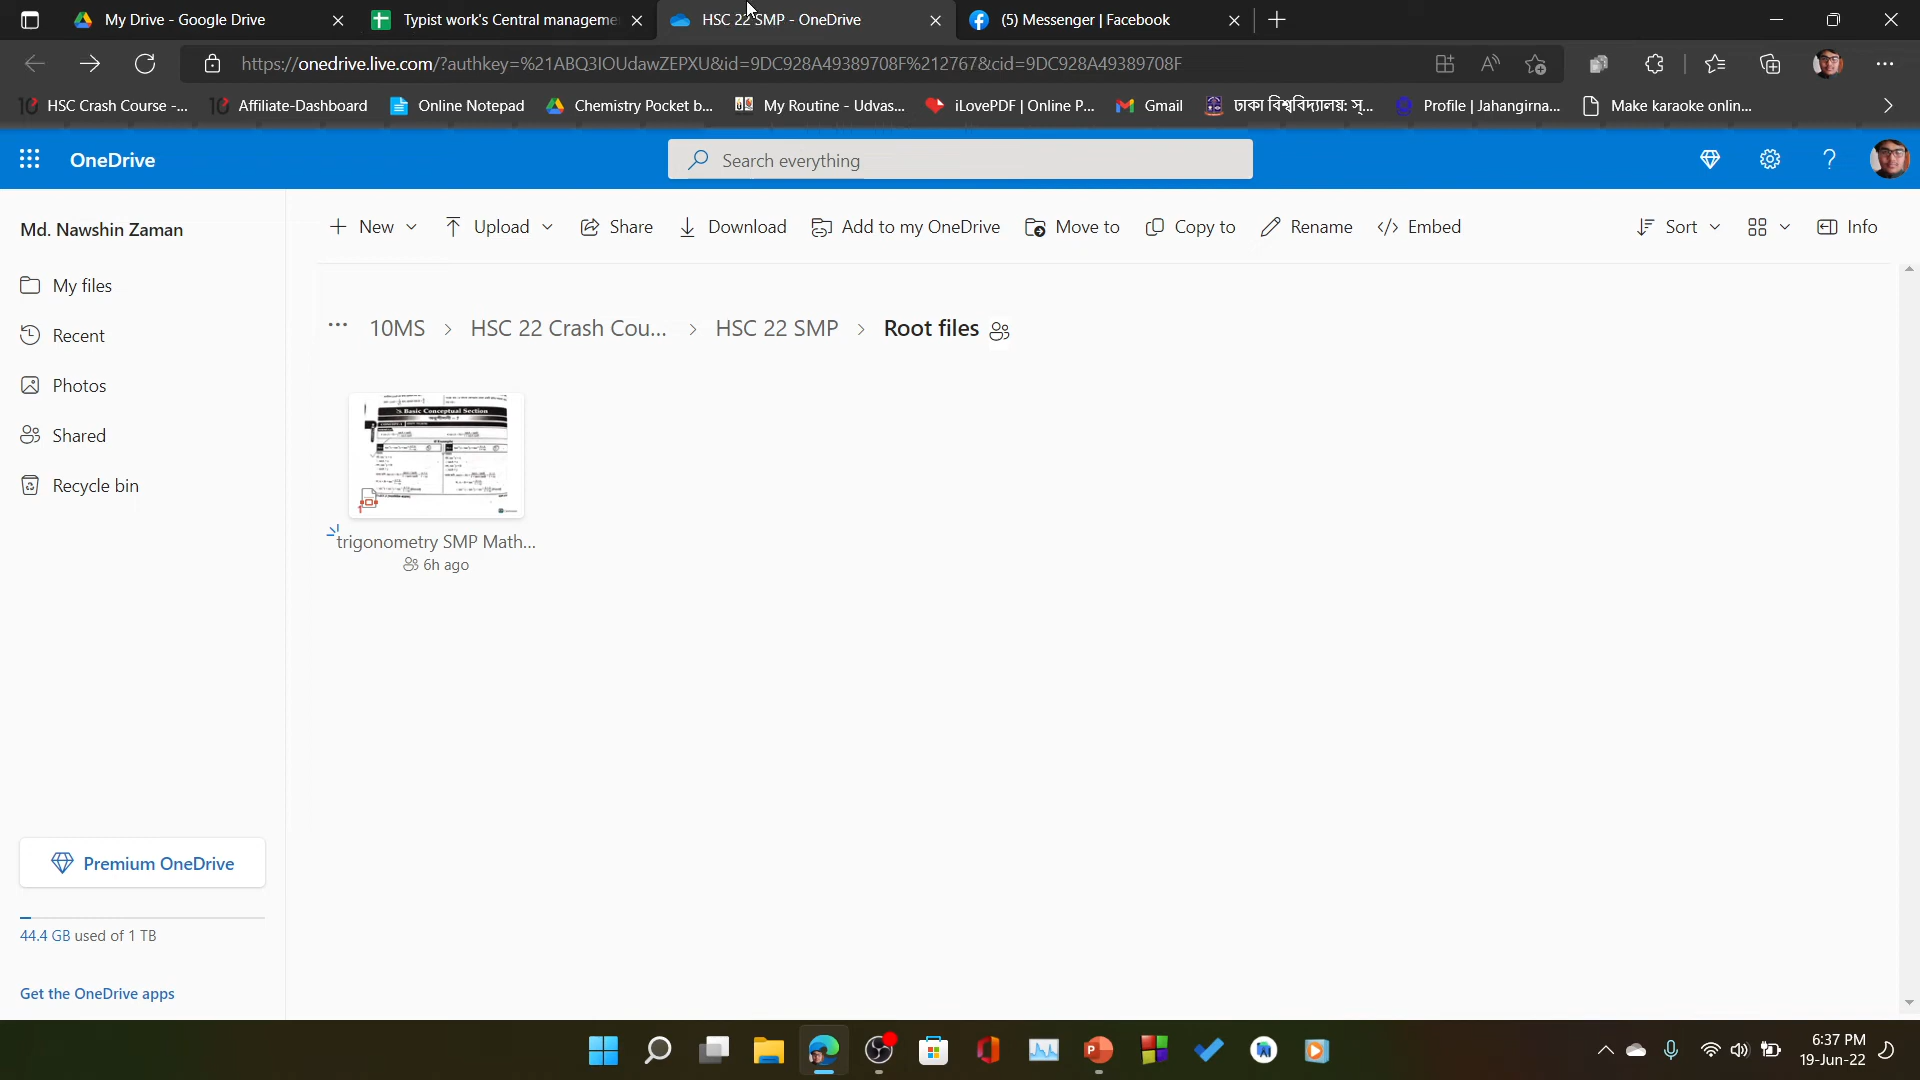 My Drive - Google Drive
Typist work's Central manageme
HSC 22 SMP - OneDrive
(5) Messenger | Facebook
https://onedrive.live.com/?authkey=%21ABQ3IOUdawZEPXU&id=9DC928A49389708F%212767&cid=9DC928A49389708F
HSC Crash Course -...
Affiliate-Dashboard
Online Notepad
Chemistry Pocket b...
My Routine - Udvas...
iLovePDF | Online P...
Gmail
ঢাকা বিশ্ববিদ্যালয়: স্...
Profile | Jahangirna...
Make karaoke onlin...
OneDrive
Search everything
Md. Nawshin Zaman
New
Upload
Share
Download
Add to my OneDrive
Move to
Copy to
Rename
Embed
Sort
Info
My files
Recent
Photos
Shared
Recycle bin
10MS > HSC 22 Crash Cou... > HSC 22 SMP > Root files
Basic Conceptual Section
trigonometry SMP Math...
6h ago
Premium OneDrive
44.4 GB used of 1 TB
Get the OneDrive apps
6:37 PM
19-Jun-22